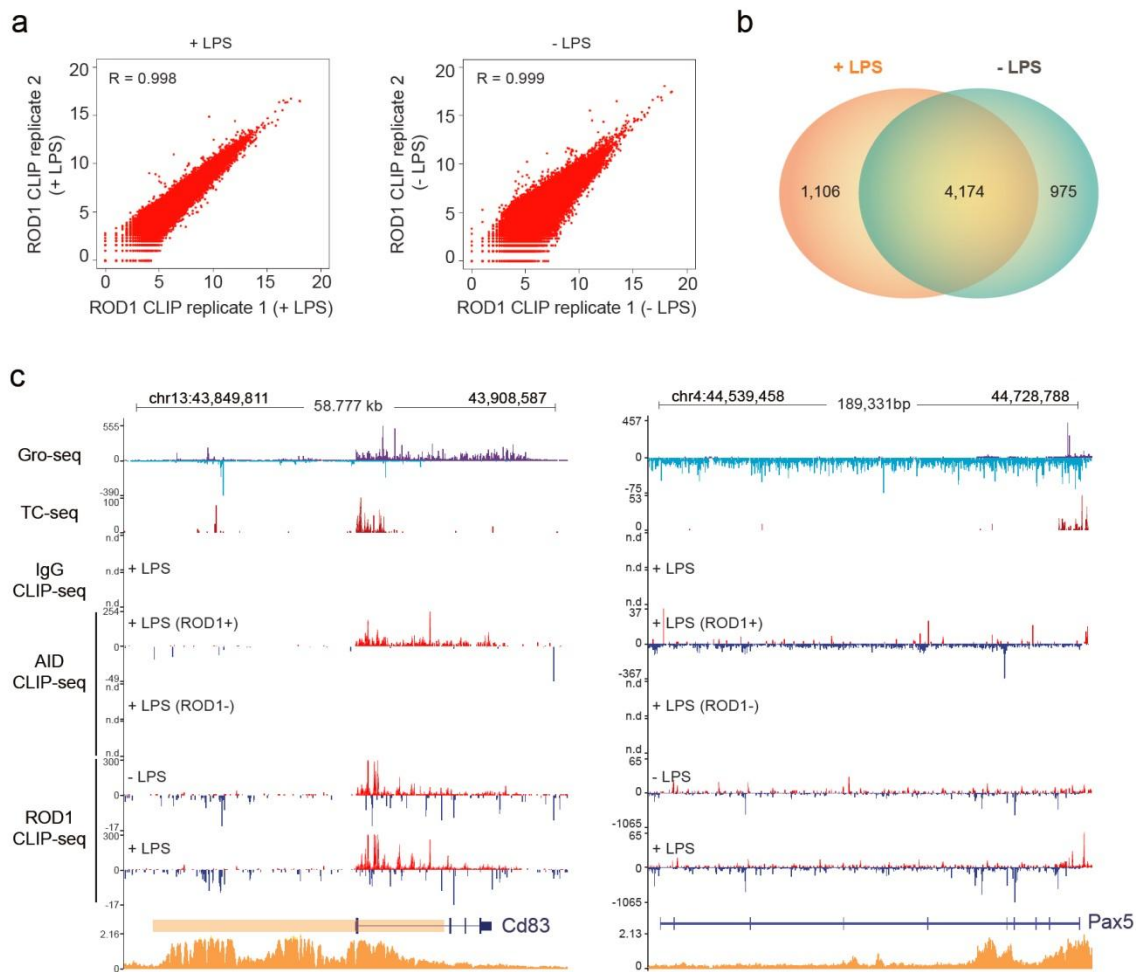 a
+ LPS
R = 0.998
20
15
10
5
0
0 5 10 15 20
ROD1 CLIP replicate 2
(+ LPS)
ROD1 CLIP replicate 1 (+ LPS)
- LPS
R = 0.999
20
15
10
5
0
0 5 10 15 20
ROD1 CLIP replicate 2
(- LPS)
ROD1 CLIP replicate 1 (- LPS)
b
+ LPS
- LPS
1,106
4,174
975
c
chr13:43,849,811
58.777 kb
43,908,587
Gro-seq
555
0
-390
TC-seq
100
0
IgG
CLIP-seq
n.d
n.d
+ LPS
AID
CLIP-seq
254
0
-49
+ LPS (ROD1+)
n.d
n.d
n.d
+ LPS (ROD1-)
ROD1
CLIP-seq
300
0
-17
- LPS
300
0
-17
+ LPS
Cd83
2.16
0
chr4:44,539,458
189,331bp
44,728,788
457
0
-75
53
0
n.d
n.d
+ LPS
37
0
-367
+ LPS (ROD1+)
n.d
n.d
n.d
+ LPS (ROD1-)
65
0
-1065
- LPS
65
0
-1065
+ LPS
Pax5
2.13
0